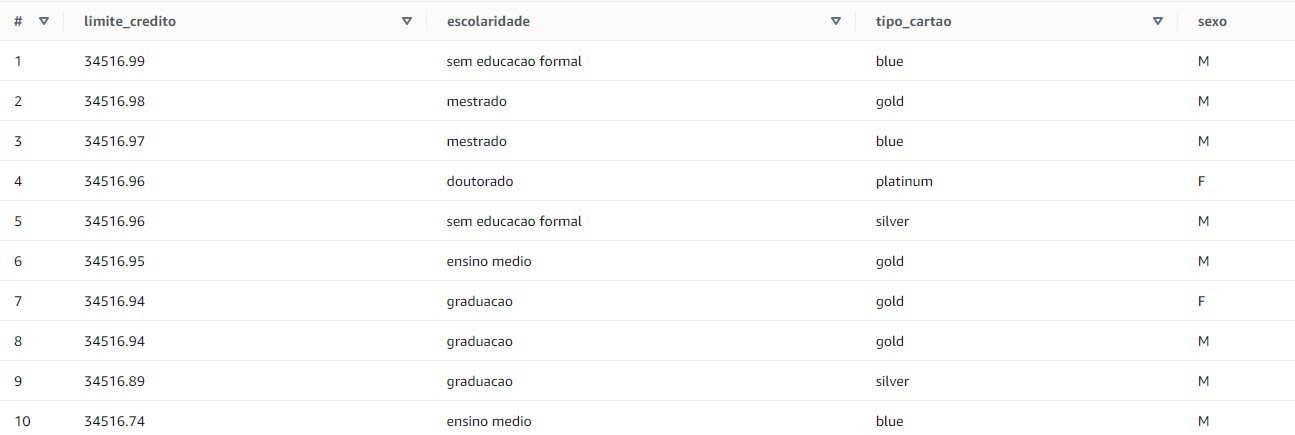 # limite_credito escolaridade tipo_cartao sexo
1 34516.99 sem educacao formal blue M
2 34516.98 mestrado gold M
3 34516.97 mestrado blue M
4 34516.96 doutorado platinum F
5 34516.96 sem educacao formal silver M
6 34516.95 ensino medio gold M
7 34516.94 graduacao gold F
8 34516.94 graduacao gold M
9 34516.89 graduacao silver M
10 34516.74 ensino medio blue M